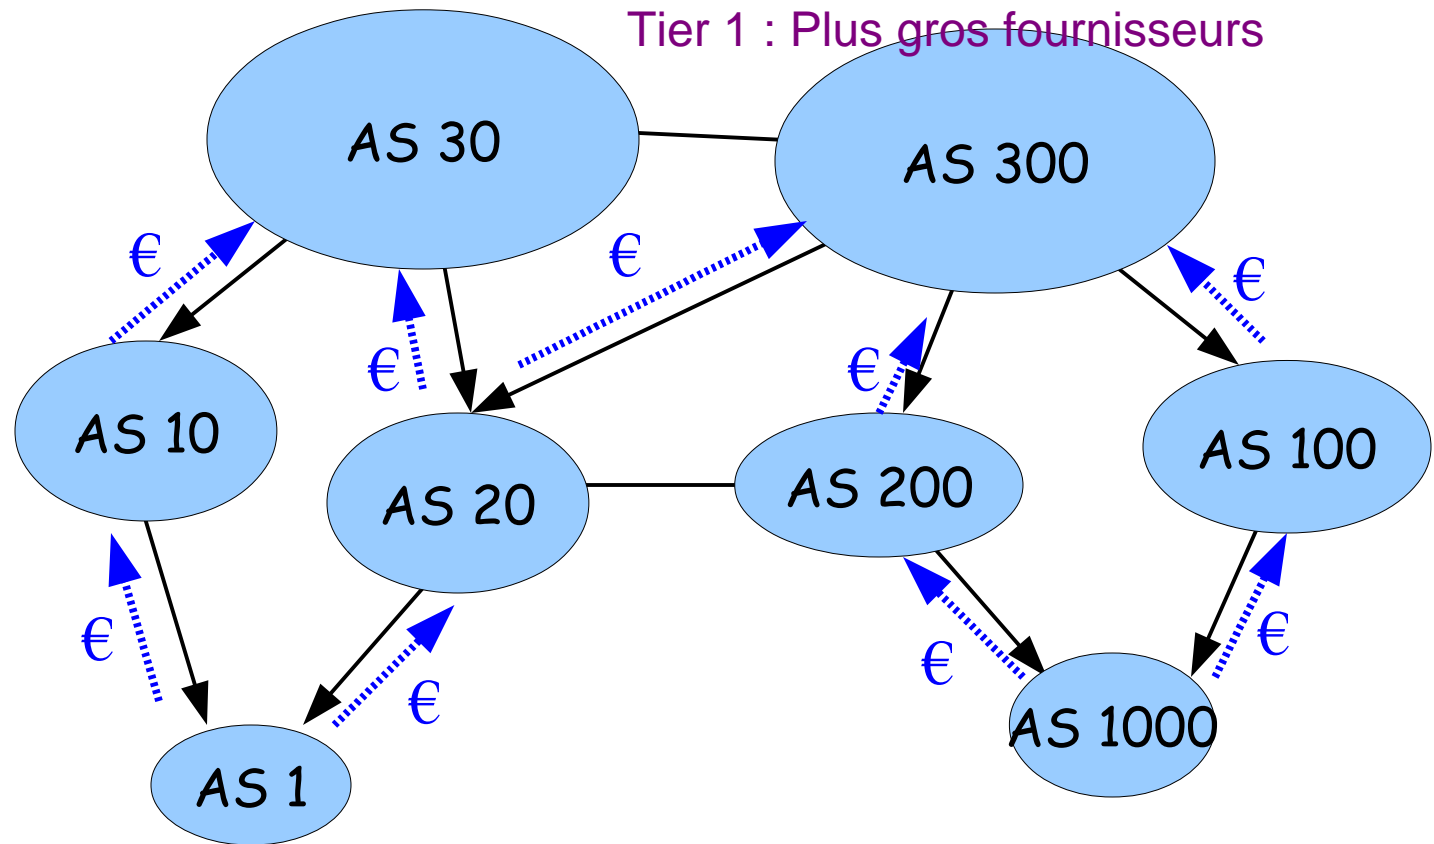 Tier 1 : Plus gros fournisseurs
AS 30
AS 300
€
€
€
€
€
AS 10
AS 20
AS 200
AS 100
€
€
€
€
AS 1
AS 1000